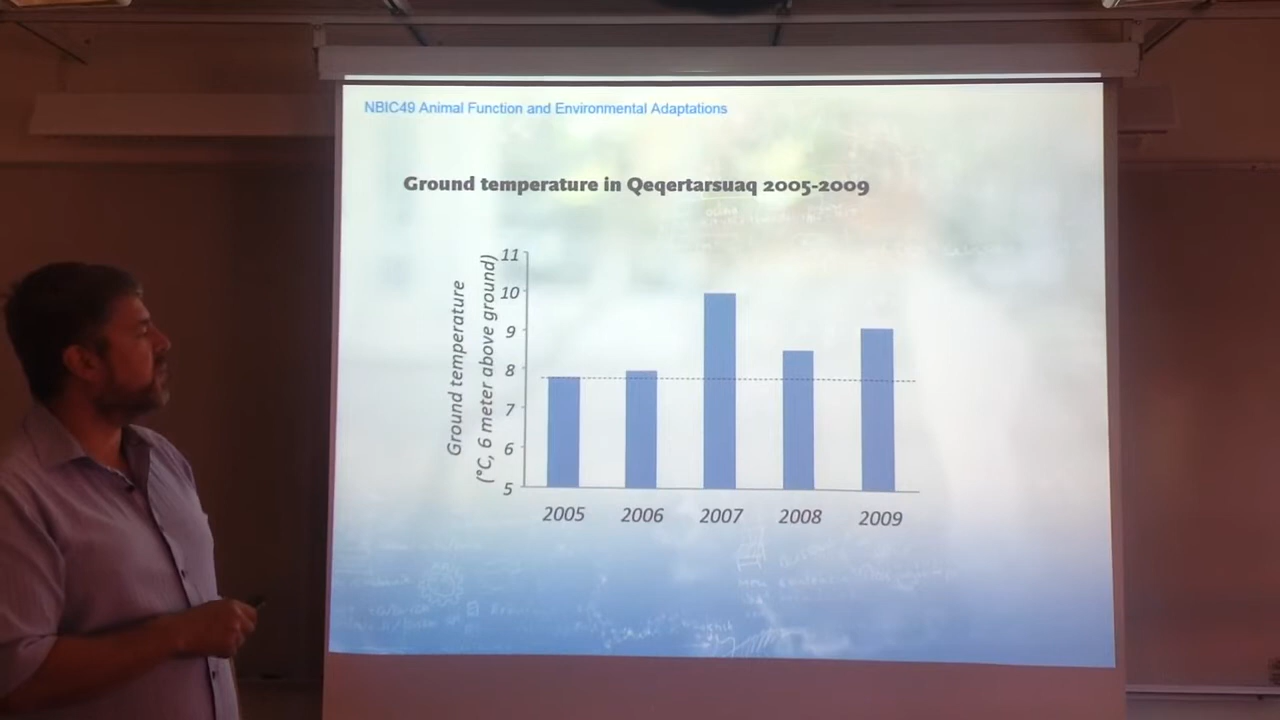 NBIC49 Animal Function and Environmental Adaptations
Ground temperature in Qeqertarsuaq 2005-2009
Ground temperature
(°C, 6 meter above ground)
11
10
9
8
7
6
5
2005 2006 2007 2008 2009